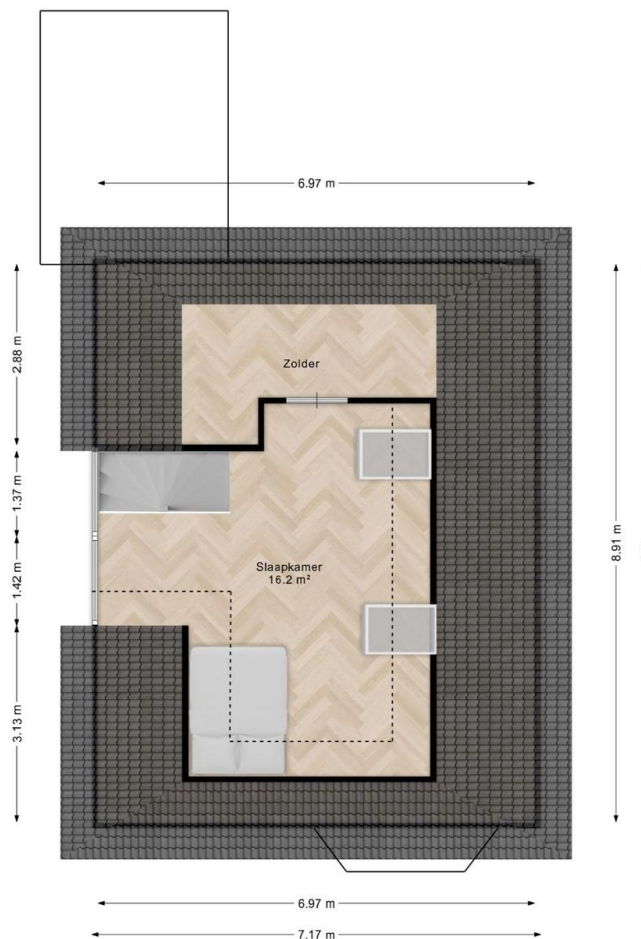 6.97 m
2.88 m
Zolder
1.37 m
8.91 m
1.42 m
Slaapkamer
16.2 m²
3.13 m
6.97 m
7.17 m